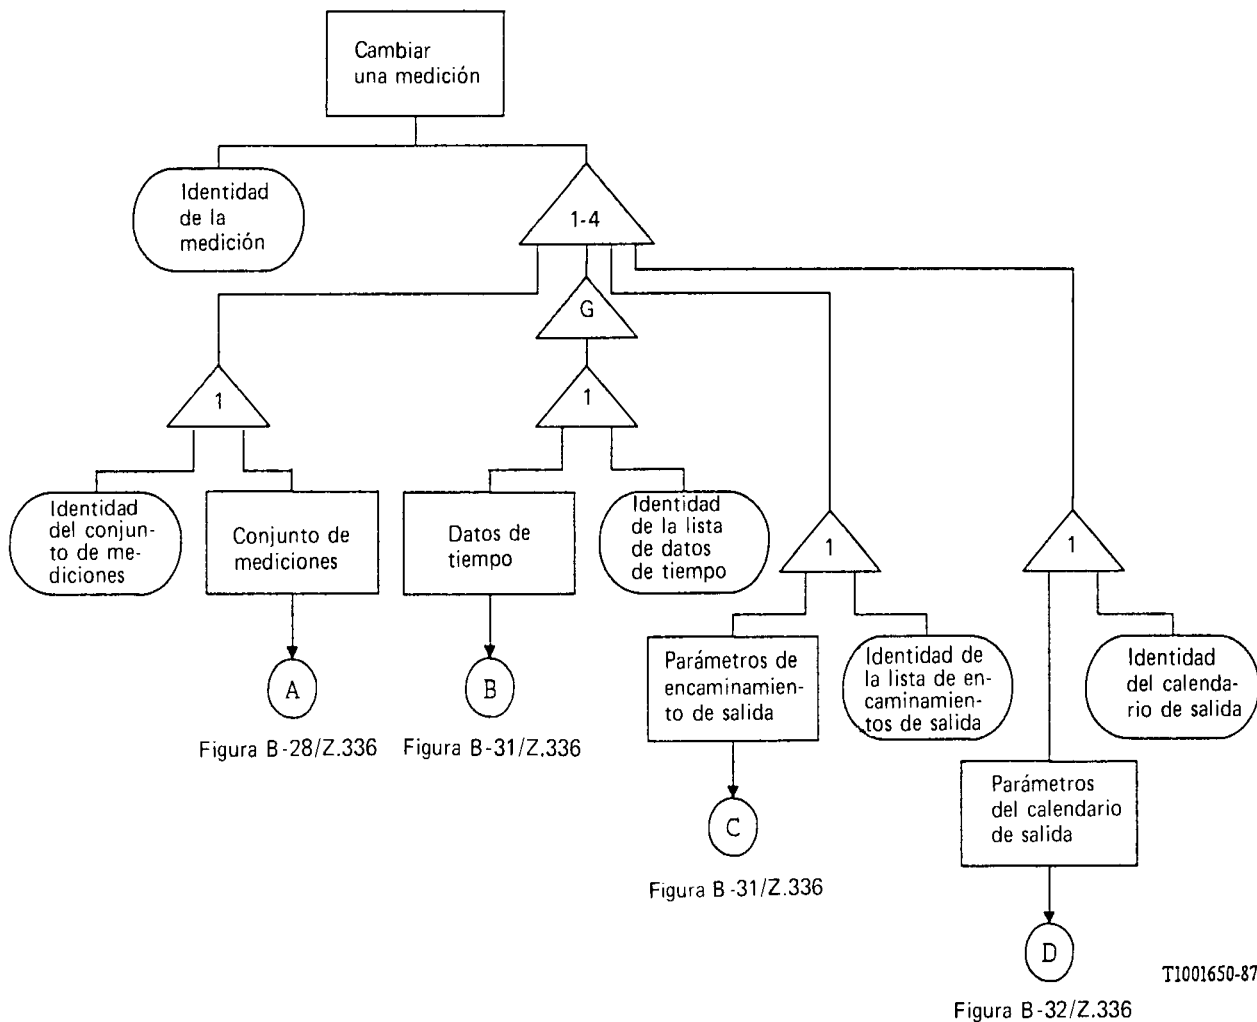 Cambiar
una medición
Identidad
de la
medición
1-4
G
1
1
Identidad
del conjun-
to de me-
diciones
Conjunto de
mediciones
Datos de
tiempo
Identidad
de la lista
de datos
de tiempo
1
1
A
B
Parámetros de
encaminamien-
to de salida
Identidad de
la lista de en-
caminamien-
tos de salida
Identidad
del calenda-
rio de salida
Figura B-28/Z.336
Figura B-31/Z.336
C
Parámetros
del calendario
de salida
Figura B-31/Z.336
D
T1001650-87
Figura B-32/Z.336